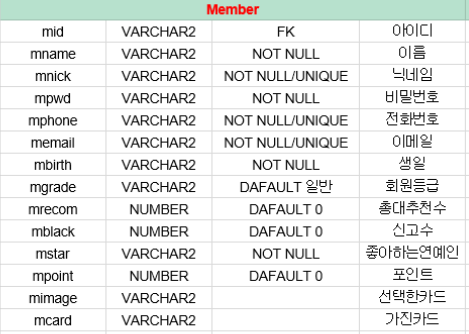 Member
mid VARCHAR2 FK 아이디
mname VARCHAR2 NOT NULL 이름
mnick VARCHAR2 NOT NULL/UNIQUE 닉네임
mpwd VARCHAR2 NOT NULL 비밀번호
mphone VARCHAR2 NOT NULL/UNIQUE 전화번호
memail VARCHAR2 NOT NULL/UNIQUE 이메일
mbirth VARCHAR2 NOT NULL 생일
mgrade VARCHAR2 DAFAULT 일반 회원등급
mrecom NUMBER DAFAULT 0 총대추천수
mblack NUMBER DAFAULT 0 신고수
mstar VARCHAR2 NOT NULL 좋아하는연예인
mpoint NUMBER DAFAULT 0 포인트
mimage VARCHAR2 선택한카드
mcard VARCHAR2 가진카드